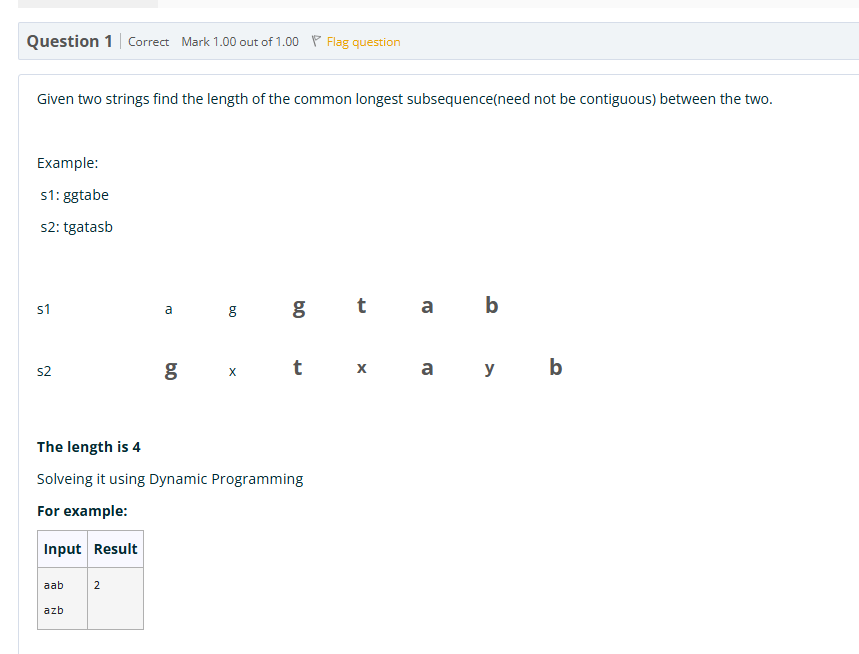 Question 1 Correct Mark 1.00 out of 1.00 Flag question
Given two strings find the length of the common longest subsequence(need not be contiguous) between the two.
Example:
s1: ggtabe
s2: tgatasb
s1 a g g t a b
s2 g x t x a y b
The length is 4
Solveing it using Dynamic Programming
For example:
Input Result
aab 2
azb